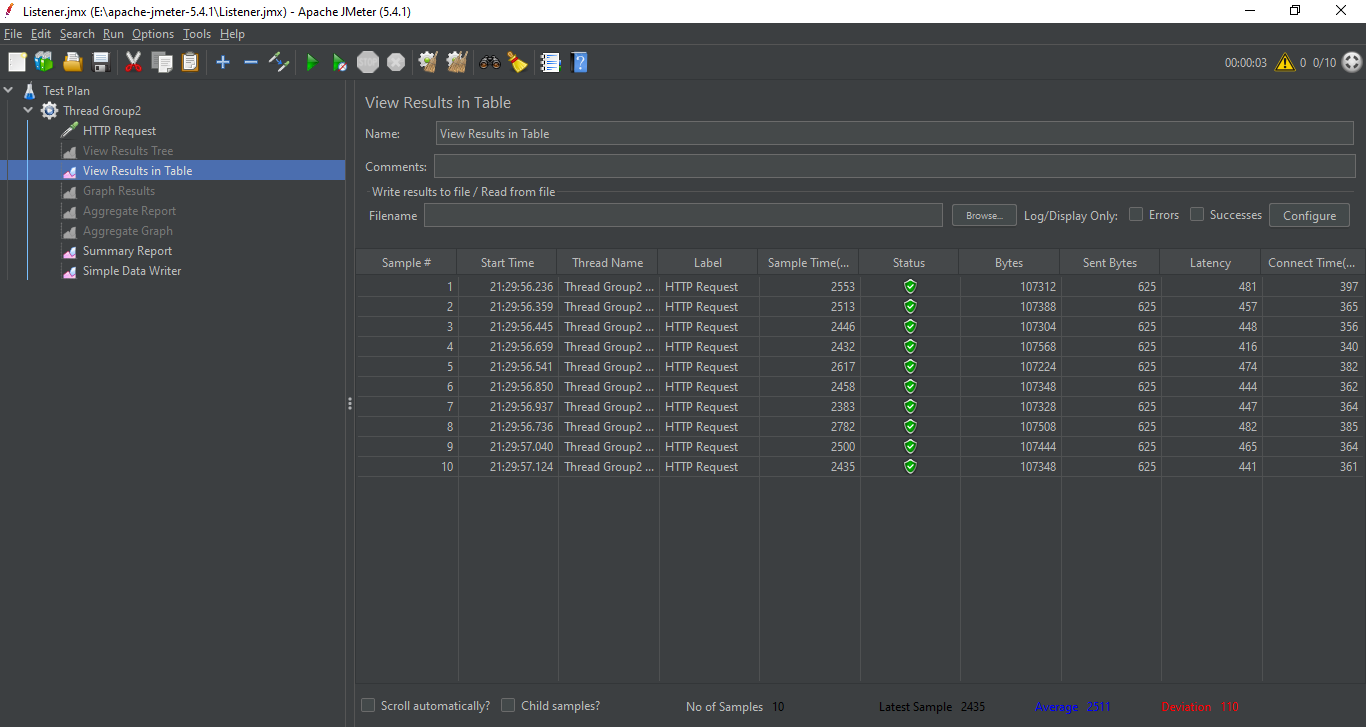 Listener.jmx (E:\apache-jmeter-5.4.1\Listener.jmx) - Apache JMeter (5.4.1)
File Edit Search Run Options Tools Help
STOP 00:00:03 0 0/10
Test Plan
Thread Group2
HTTP Request
View Results Tree
View Results in Table
Graph Results
Aggregate Report
Aggregate Graph
Summary Report
Simple Data Writer
View Results in Table
Name: View Results in Table
Comments:
Write results to file / Read from file
Filename Browse... Log/Display Only: Errors Successes Configure
Sample # Start Time Thread Name Label Sample Time(... Status Bytes Sent Bytes Latency Connect Time(...
1 21:29:56.236 Thread Group2 ... HTTP Request 2553 107312 625 481 397
2 21:29:56.359 Thread Group2 ... HTTP Request 2513 107388 625 457 365
3 21:29:56.445 Thread Group2 ... HTTP Request 2446 107304 625 448 356
4 21:29:56.659 Thread Group2 ... HTTP Request 2432 107568 625 416 340
5 21:29:56.541 Thread Group2 ... HTTP Request 2617 107224 625 474 382
6 21:29:56.850 Thread Group2 ... HTTP Request 2458 107348 625 444 362
7 21:29:56.937 Thread Group2 ... HTTP Request 2383 107328 625 447 364
8 21:29:56.736 Thread Group2 ... HTTP Request 2782 107508 625 482 385
9 21:29:57.040 Thread Group2 ... HTTP Request 2500 107444 625 465 364
10 21:29:57.124 Thread Group2 ... HTTP Request 2435 107348 625 441 361
Scroll automatically? Child samples? No of Samples 10 Latest Sample 2435 Average 2511 Deviation 110